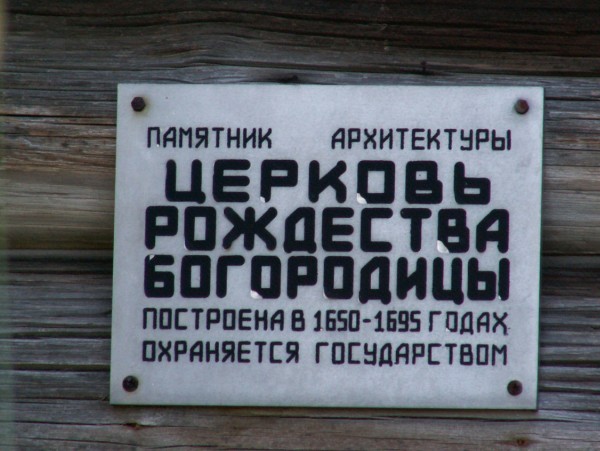 ПАМЯТНИК АРХИТЕКТУРЫ
ЦЕРКОВЬ
РОЖДЕСТВА
БОГОРОДИЦЫ
ПОСТРОЕНА В 1650-1695 ГОДАХ
ОХРАНЯЕТСЯ ГОСУДАРСТВОМ